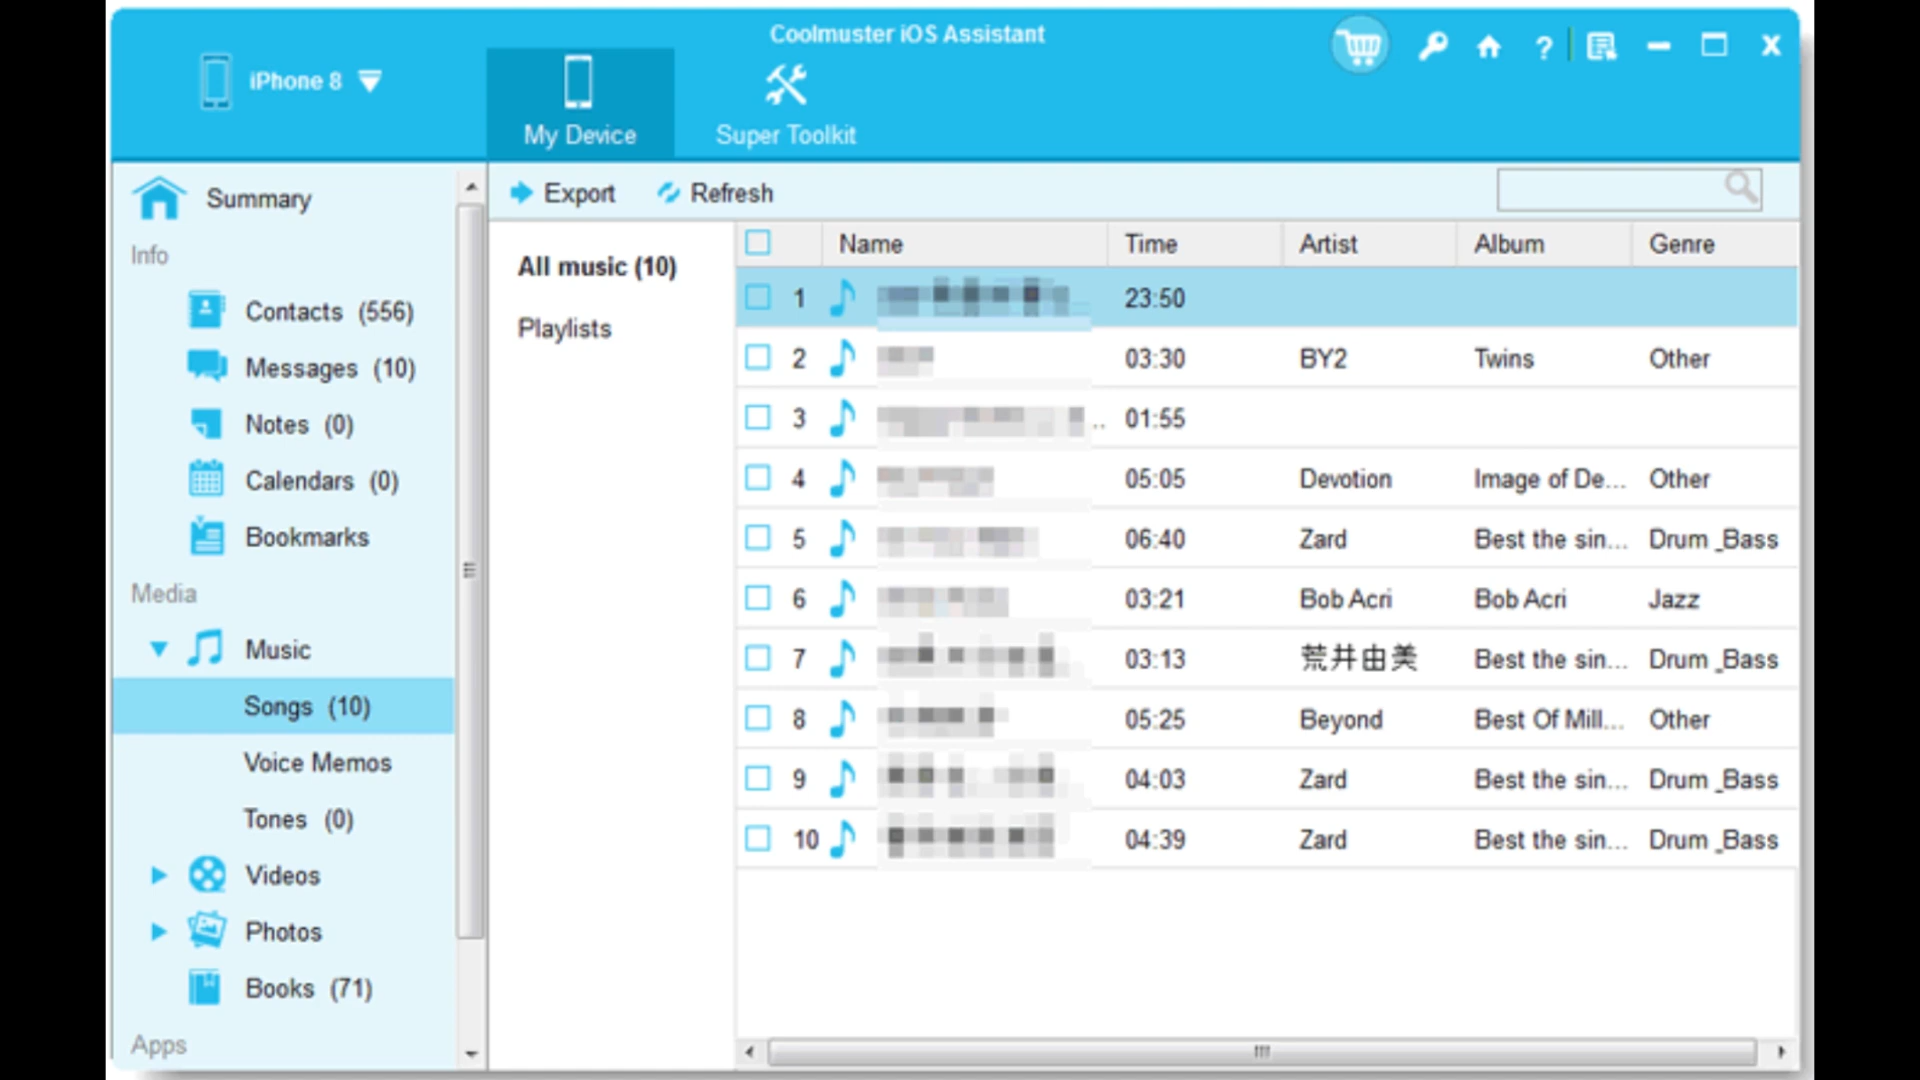 Coolmuster iOS Assistant
iPhone 8
My Device
Super Toolkit
?
Summary
Info
Contacts (556)
Messages (10)
Notes (0)
Calendars (0)
Bookmarks
Media
Music
Songs (10)
Voice Memos
Tones (0)
Videos
Photos
Books (71)
Apps
Export Refresh
All music (10)
Playlists
Name Time Artist Album Genre
1 23:50
2 03:30 BY2 Twins Other
3 .. 01:55
4 05:05 Devotion Image of De... Other
5 06:40 Zard Best the sin... Drum _Bass
6 03:21 Bob Acri Bob Acri Jazz
7 03:13 荒井由美 Best the sin... Drum _Bass
8 05:25 Beyond Best Of Mill... Other
9 04:03 Zard Best the sin... Drum _Bass
10 04:39 Zard Best the sin... Drum _Bass